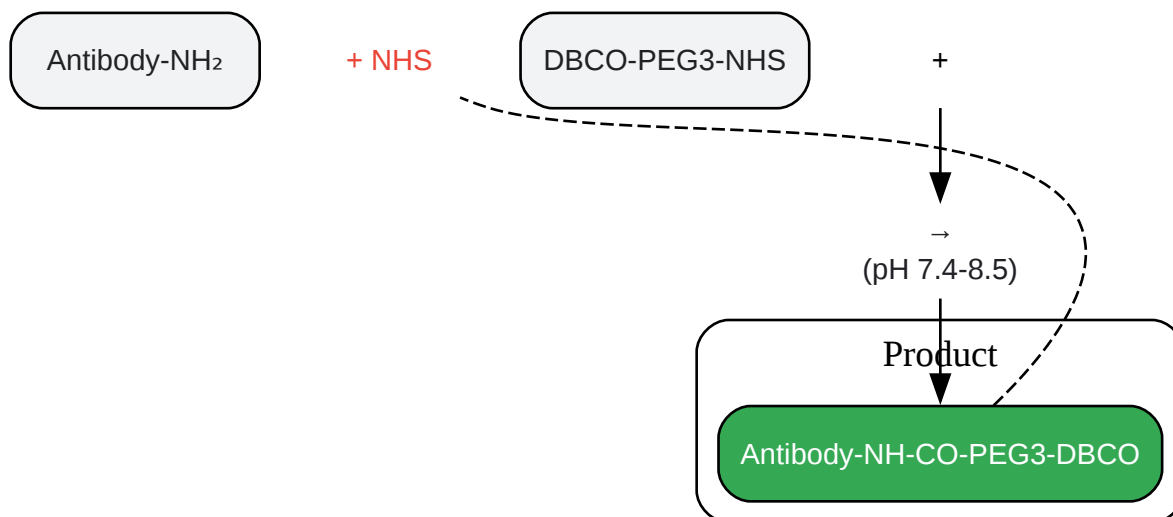 Antibody-NH₂
+ NHS
DBCO-PEG3-NHS
+
→
(pH 7.4-8.5)
Product
Antibody-NH-CO-PEG3-DBCO